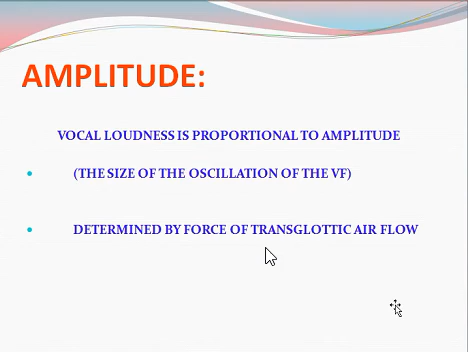 AMPLITUDE:
VOCAL LOUDNESS IS PROPORTIONAL TO AMPLITUDE
(THE SIZE OF THE OSCILLATION OF THE VF)
DETERMINED BY FORCE OF TRANSGLOTTIC AIR FLOW